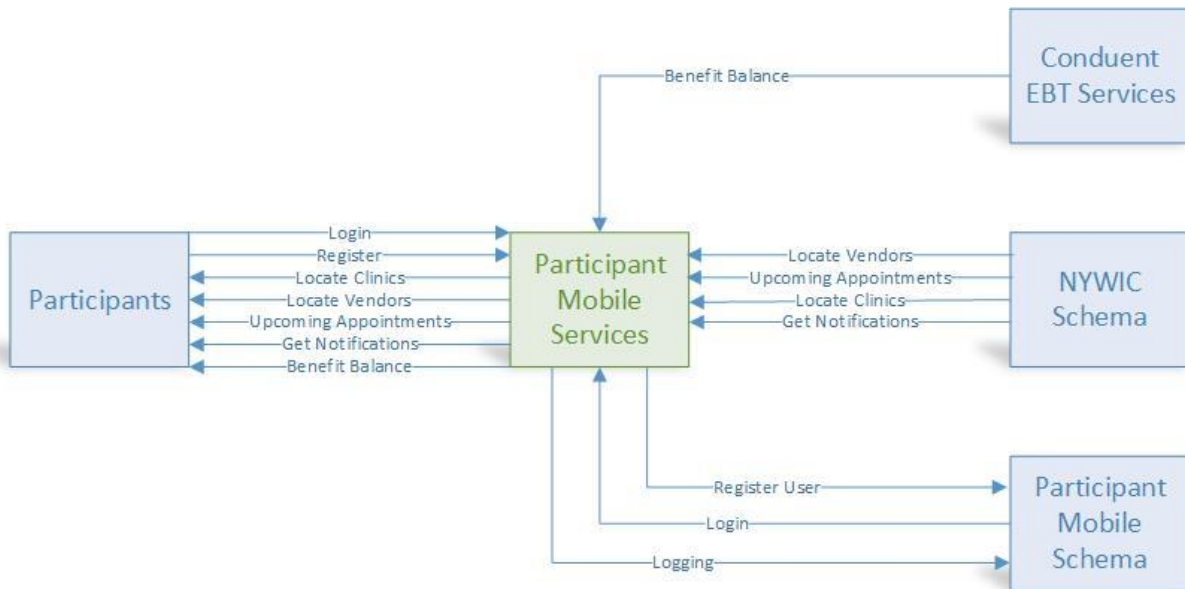 Conduent
EBT Services
Benefit Balance
Login
Register
Locate Clinics
Locate Vendors
Upcoming Appointments
Get Notifications
Benefit Balance
Participants
Participant
Mobile
Services
Locate Vendors
Upcoming Appointments
Locate Clinics
Get Notifications
NYWIC
Schema
Register User
Login
Logging
Participant
Mobile
Schema